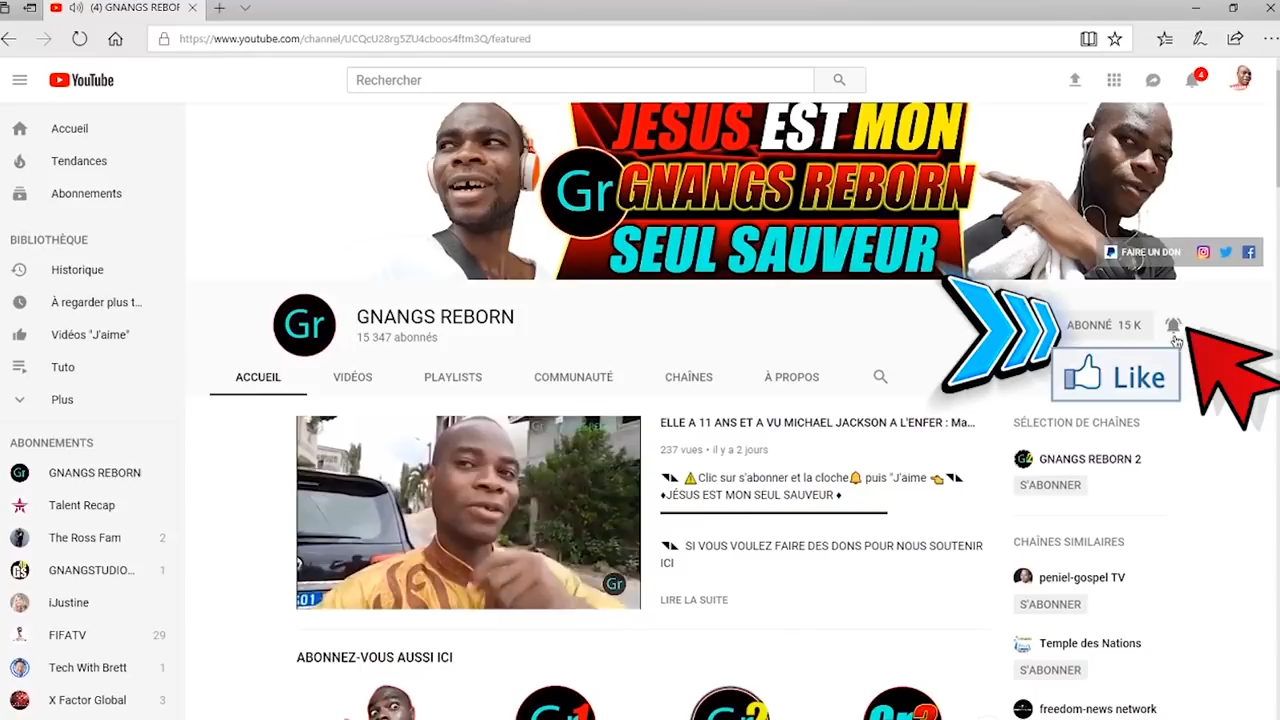 (4) GNANGS REBOR
https://www.youtube.com/channel/UCQcU28rg5ZU4cboos4ftm3Q/featured
YouTube
Rechercher
4
Accueil
Tendances
Abonnements
BIBLIOTHÈQUE
Historique
À regarder plus t...
Vidéos "J'aime"
Tuto
Plus
ABONNEMENTS
GNANGS REBORN
Talent Recap
The Ross Fam 2
GNANGSTUDIO... 1
iJustine
FIFATV 29
Tech With Brett 1
X Factor Global 3
JESUS EST MON
Gr GNANGS REBORN
SEUL SAUVEUR
FAIRE UN DON
Gr
GNANGS REBORN
15 347 abonnés
ABONNÉ 15 K
Like
ACCUEIL VIDÉOS PLAYLISTS COMMUNAUTÉ CHAÎNES À PROPOS
Gr
ELLE A 11 ANS ET A VU MICHAEL JACKSON A L'ENFER : Ma...
237 vues • il y a 2 jours
⚠Clic sur s'abonner et la cloche🔔 puis "J'aime 👈
♦JÉSUS EST MON SEUL SAUVEUR ♦
SI VOUS VOULEZ FAIRE DES DONS POUR NOUS SOUTENIR
ICI
LIRE LA SUITE
SÉLECTION DE CHAÎNES
GNANGS REBORN 2
S'ABONNER
CHAÎNES SIMILAIRES
peniel-gospel TV
S'ABONNER
Temple des Nations
S'ABONNER
freedom-news network
ABONNEZ-VOUS AUSSI ICI